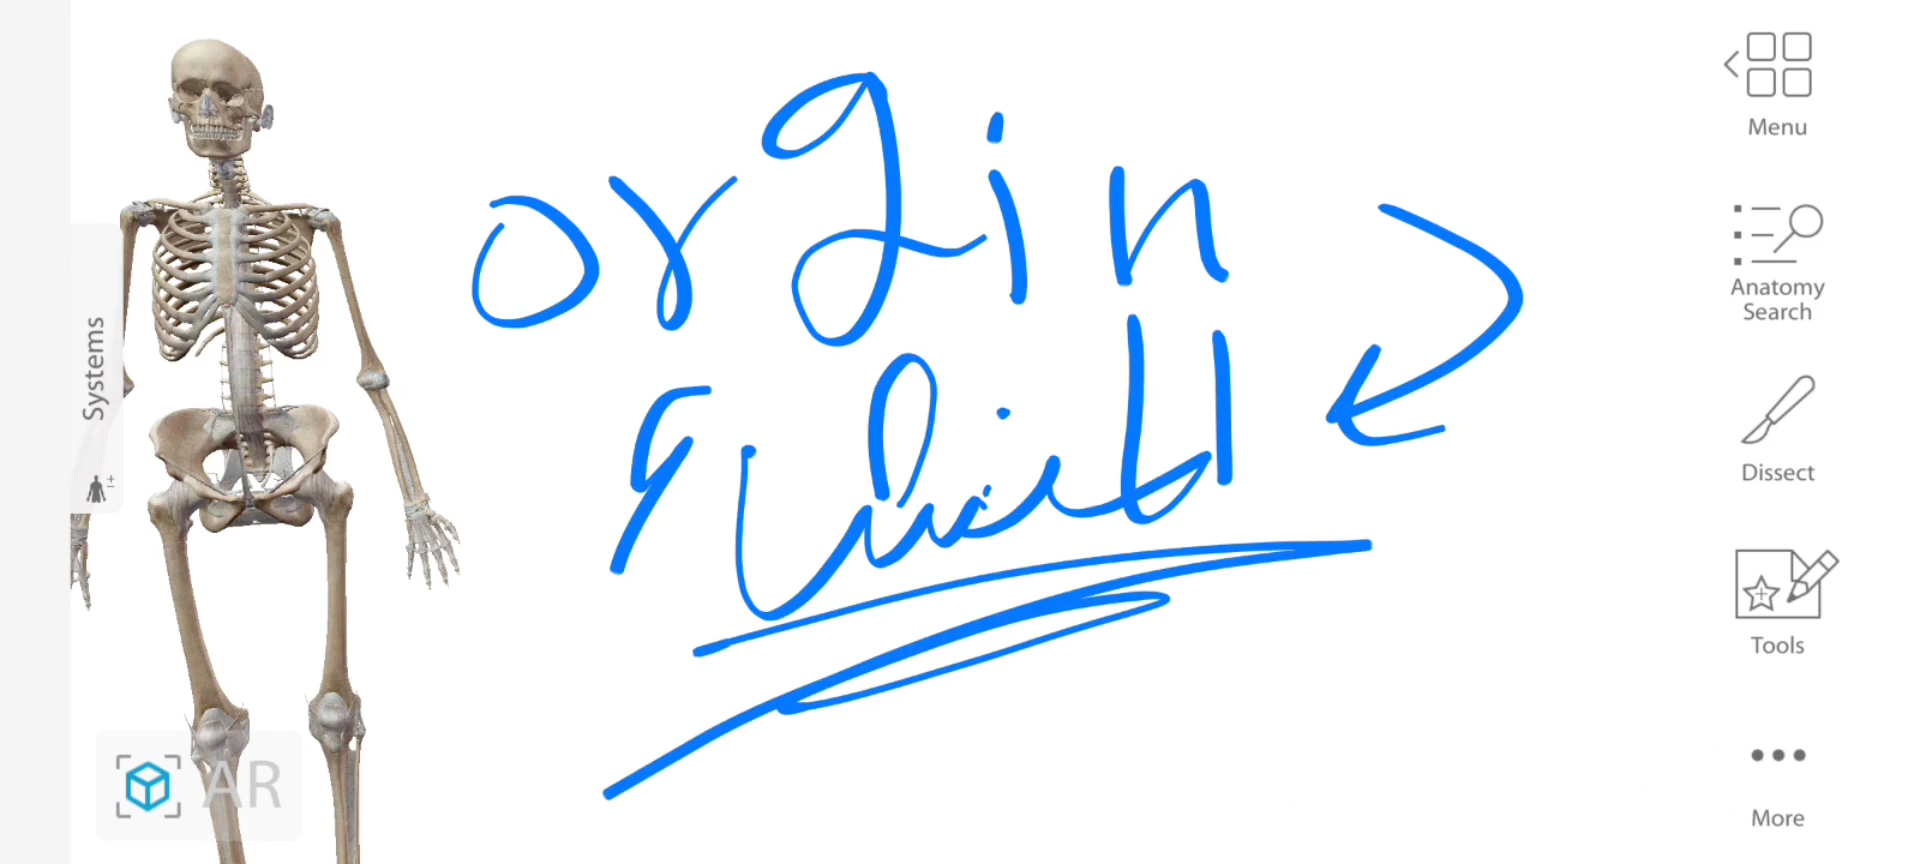 orgin
Systems
AR
Menu
Anatomy
Search
Dissect
Tools
More